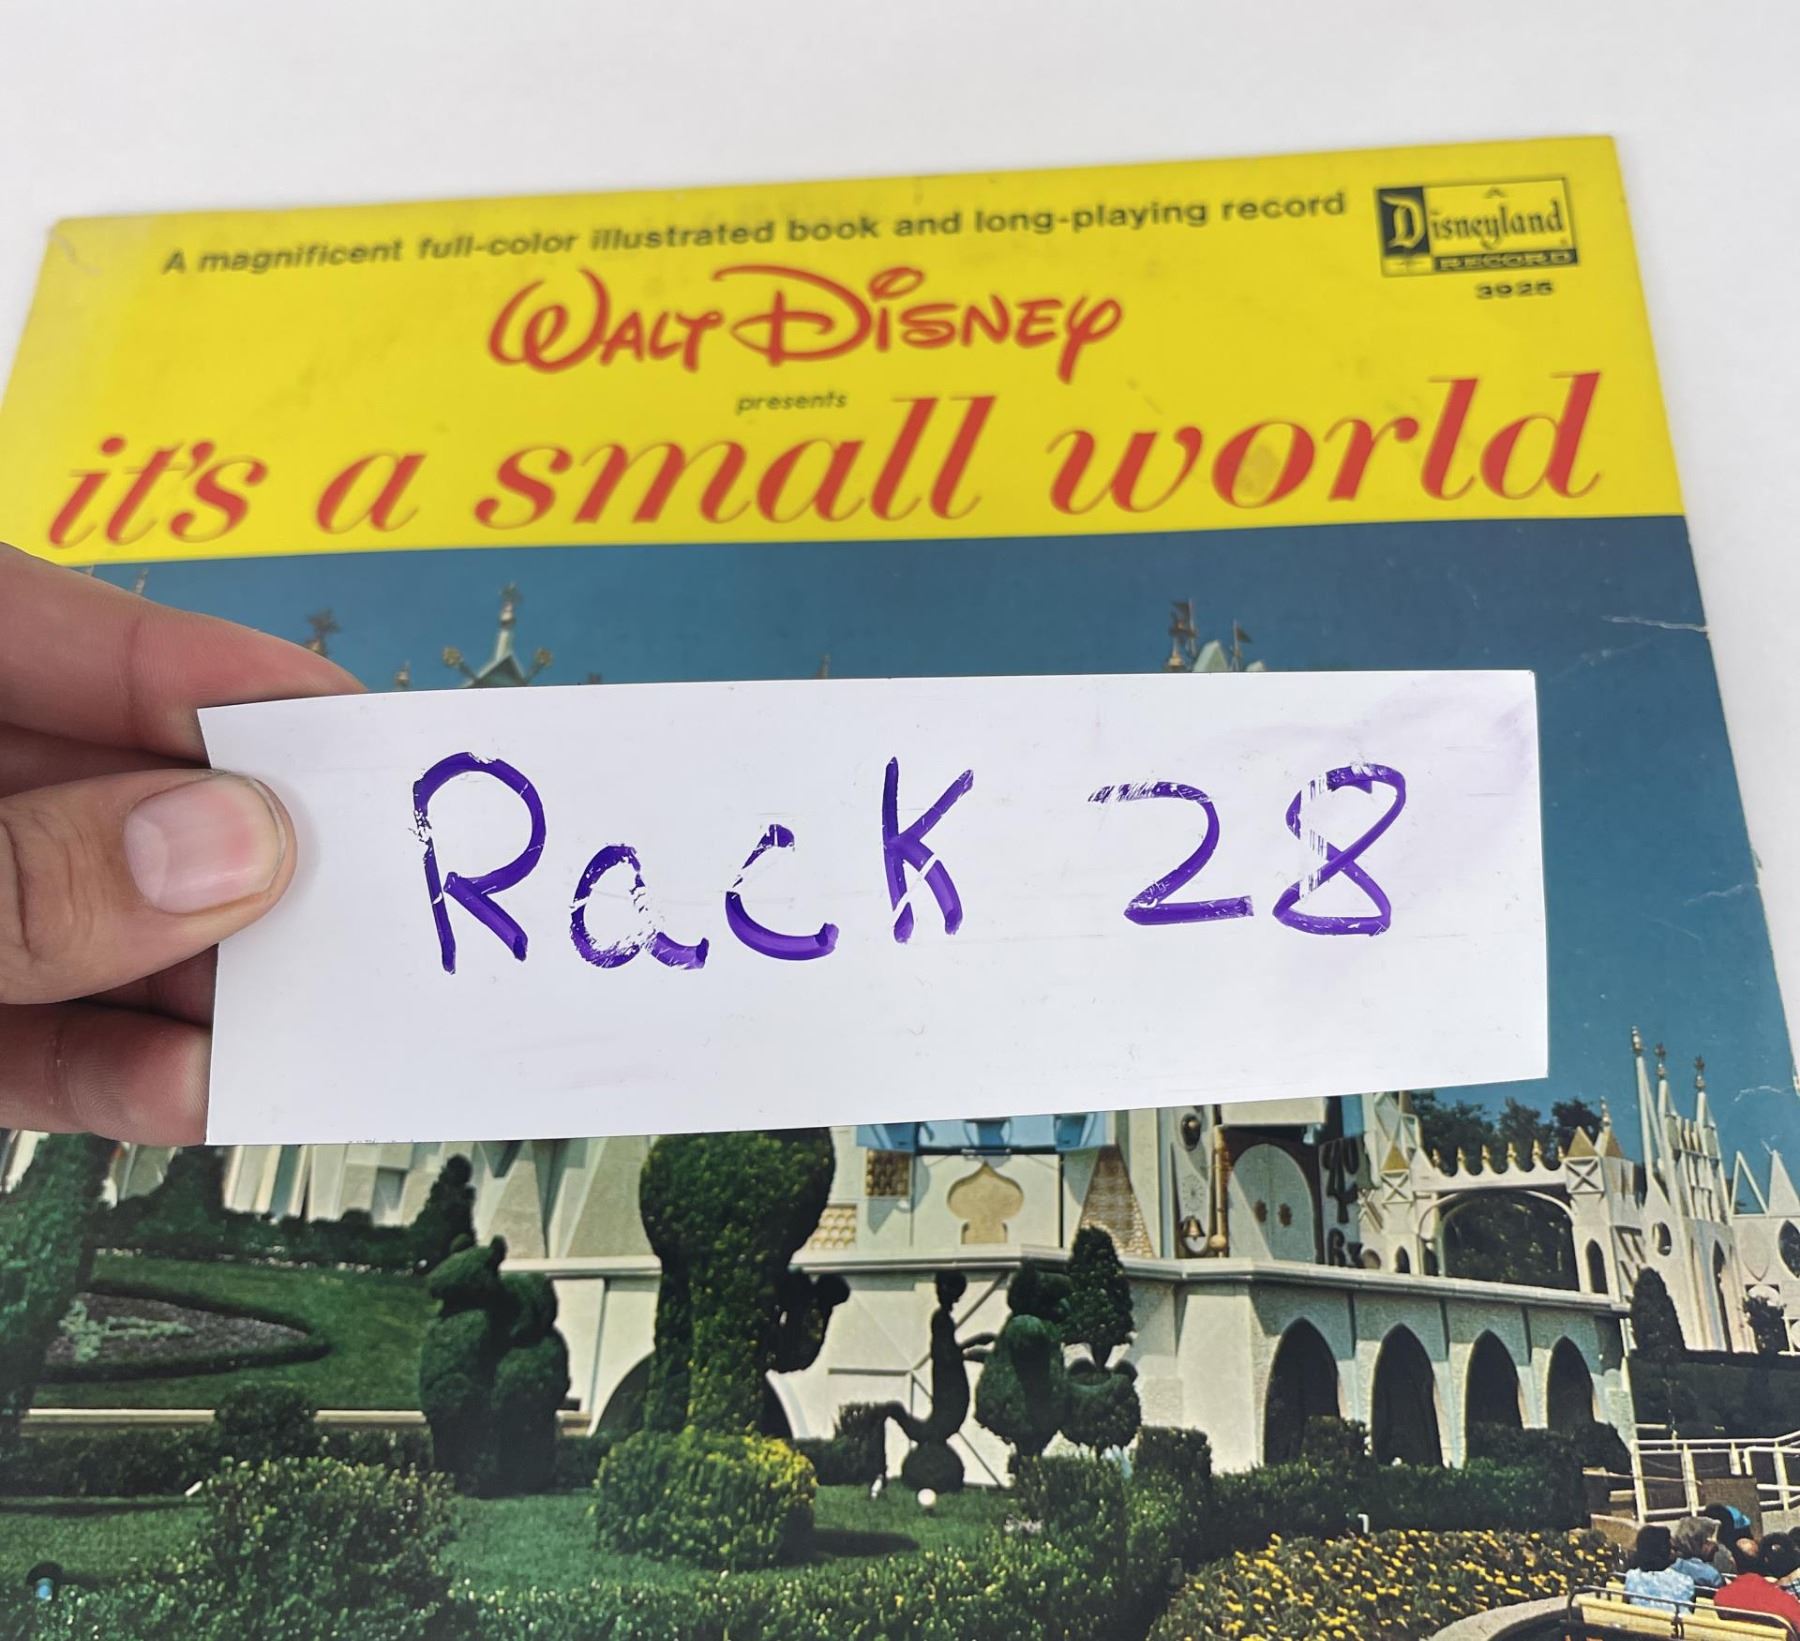 A magnificent full-color illustrated book and long-playing record
A
Disneyland
RECORD
3925
WALT DISNEY
presents
it's a small world
Rack 28